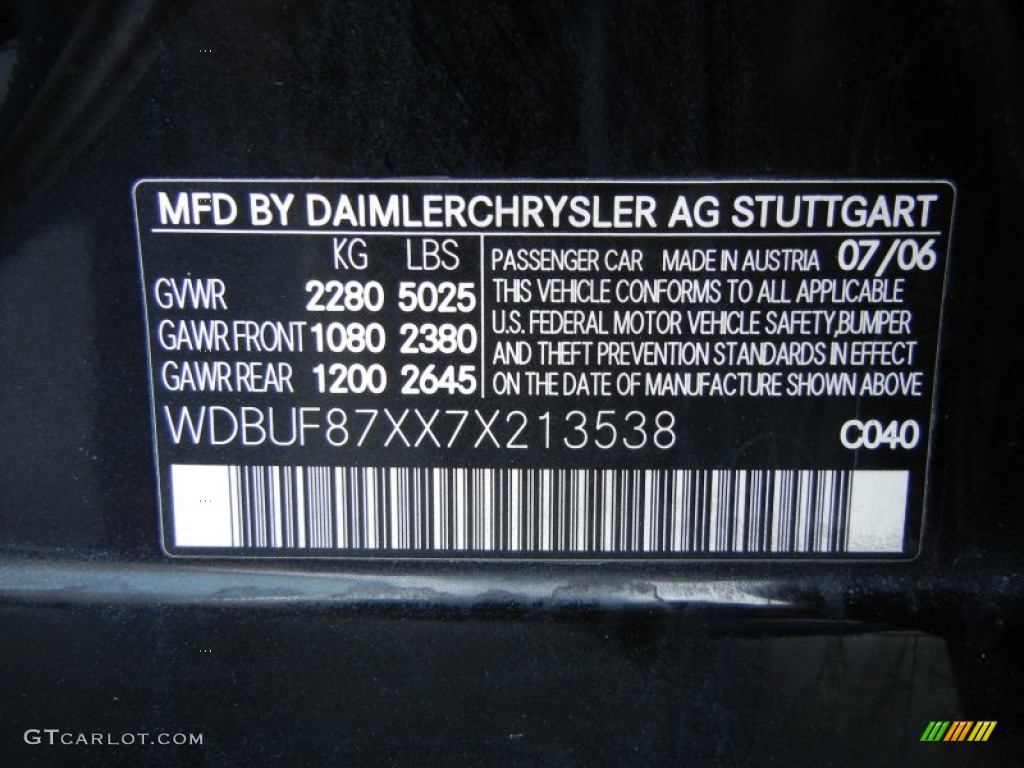 MFD BY DAIMLERCHRYSLER AG STUTTGART
KG LBS
GVWR 2280 5025
GAWR FRONT 1080 2380
GAWR REAR 1200 2645
PASSENGER CAR MADE IN AUSTRIA 07/06
THIS VEHICLE CONFORMS TO ALL APPLICABLE
U.S. FEDERAL MOTOR VEHICLE SAFETY,BUMPER
AND THEFT PREVENTION STANDARDS IN EFFECT
ON THE DATE OF MANUFACTURE SHOWN ABOVE
WDBUF87XX7X213538 C040
GTCARLOT.COM